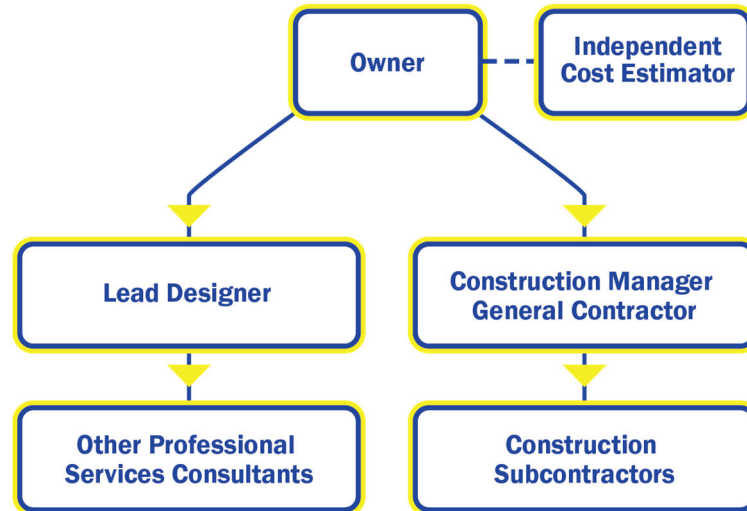 Owner
Independent
Cost Estimator
Lead Designer
Construction Manager
General Contractor
Other Professional
Services Consultants
Construction
Subcontractors